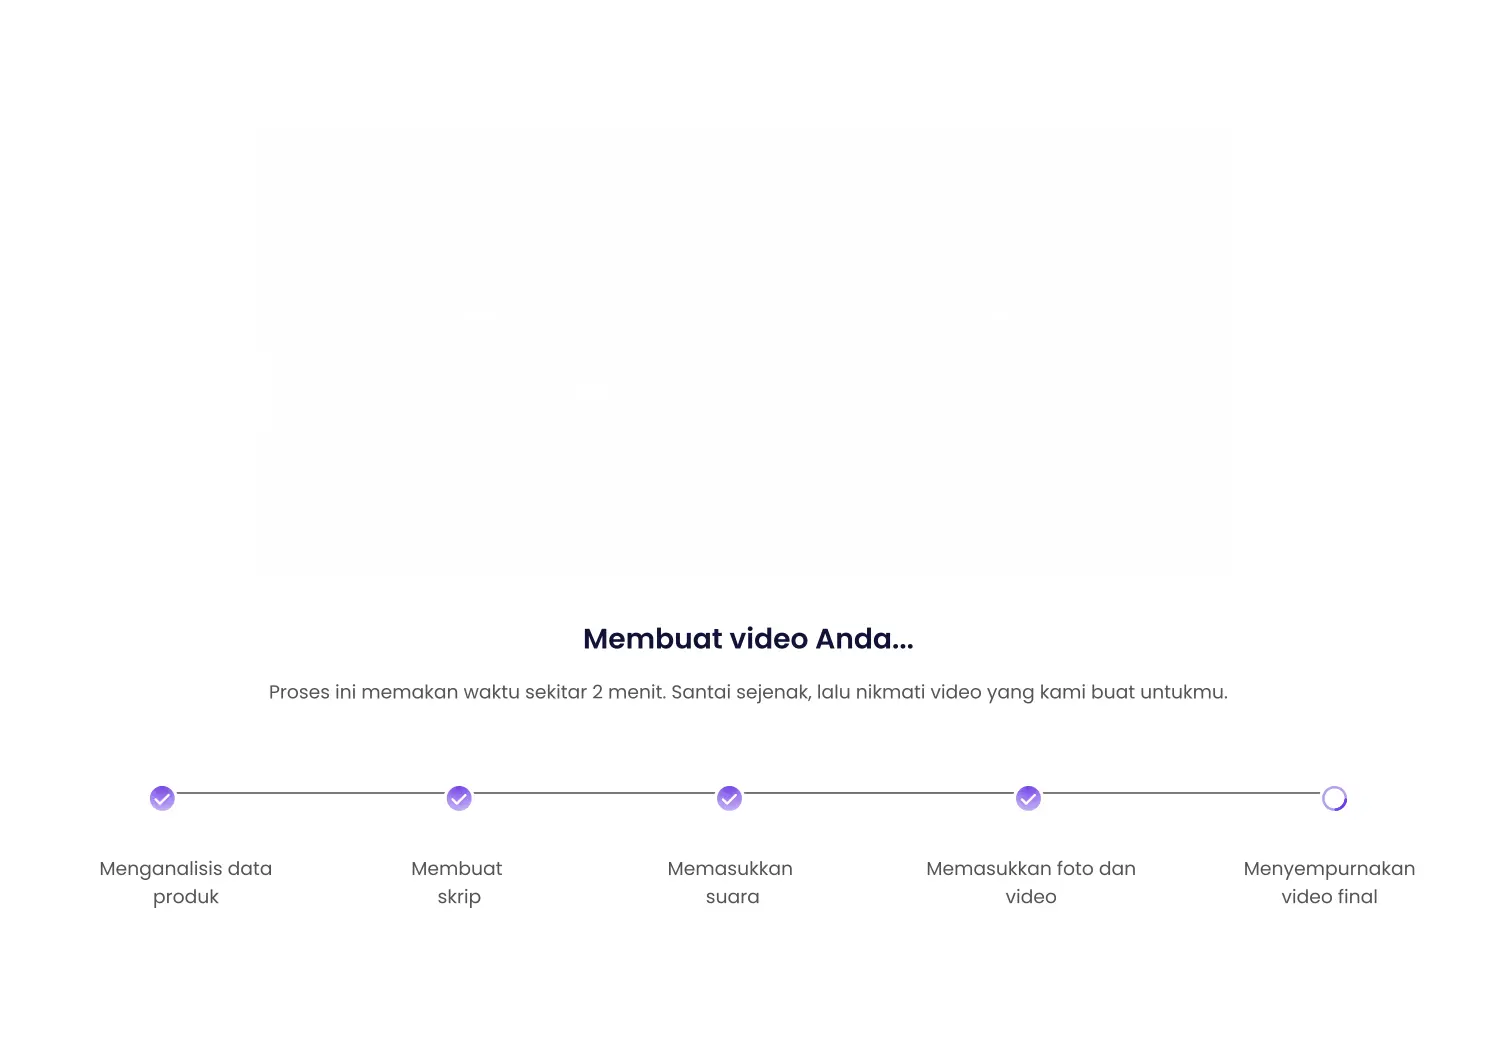 Membuat video Anda...
Proses ini memakan waktu sekitar 2 menit. Santai sejenak, lalu nikmati video yang kami buat untukmu.
Menganalisis data
produk
Membuat
skrip
Memasukkan
suara
Memasukkan foto dan
video
Menyempurnakan
video final